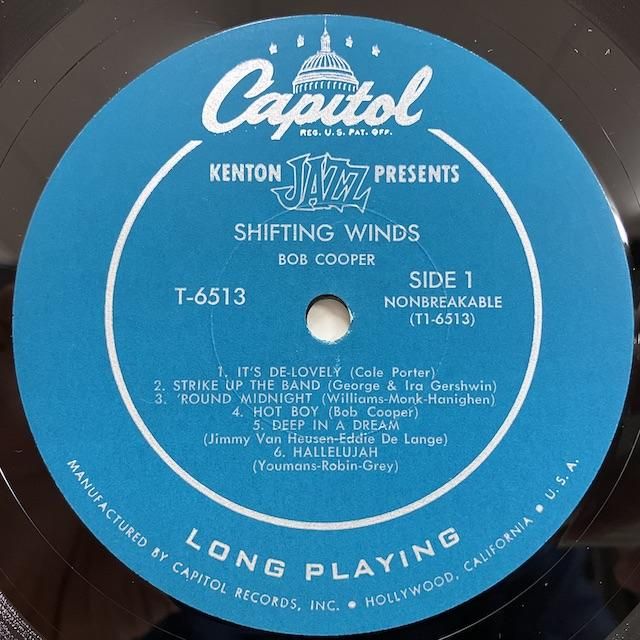 Capitol
REG. U.S. PAT. OFF.
KENTON JAZZ PRESENTS
SHIFTING WINDS
BOB COOPER
T-6513
SIDE 1
NONBREAKABLE
(T1-6513)
1. IT'S DE-LOVELY (Cole Porter)
2. STRIKE UP THE BAND (George & Ira Gershwin)
3. 'ROUND MIDNIGHT (Williams-Monk-Hanighen)
4. HOT BOY (Bob Cooper)
5. DEEP IN A DREAM
(Jimmy Van Heusen-Eddie De Lange)
6. HALLELUJAH
(Youmans-Robin-Grey)
LONG PLAYING
MANUFACTURED BY CAPITOL RECORDS, INC. • HOLLYWOOD, CALIFORNIA • U.S.A.